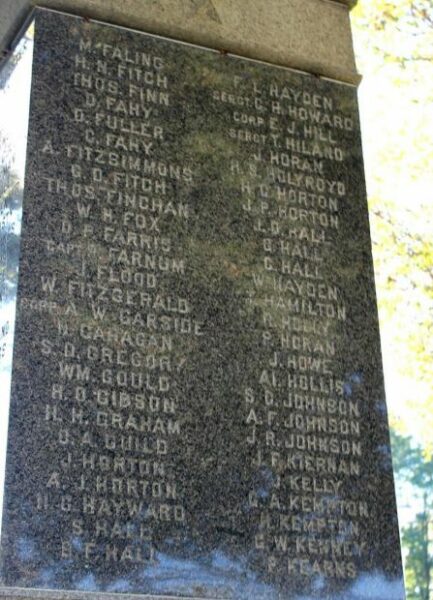 M. FALING
H. N. FITCH
THOS. FINN
D. FAHY
D. FULLER
C. FAHY
A. FITZSIMMONS
G. D. FITCH
THOS. FINCHAN
W. H. FOX
D. P. FARRIS
CAPT. TARNUM
FLOOD
W. FITZGERALD
CORP. A. W. GARSIDE
GARAGAN
S. D. GREGORY
WM. GOULD
H. D. GIBSON
H. H. GRAHAM
GUILD
J. HORTON
A. J. HORTON
H. G. HAYWARD
S. HALL
HALL
F. L. HAYDEN
SERGT. G. H. HOWARD
CORP. E. J. HILL
SERGT. T. HILAND
J. HORAN
HOLYROYD
H. G. HORTON
J. P. HORTON
J. D. HALL
HALL
HALL
W. HAYDEN
HAMILTON
HORAN
J. HOWE
AL. HOLLIS
S. C. JOHNSON
A. F. JOHNSON
J. R. JOHNSON
J. F. KIERNAN
J. KELLY
A. KEMPTON
KEMPTON
W. KENNEY
KEARNS